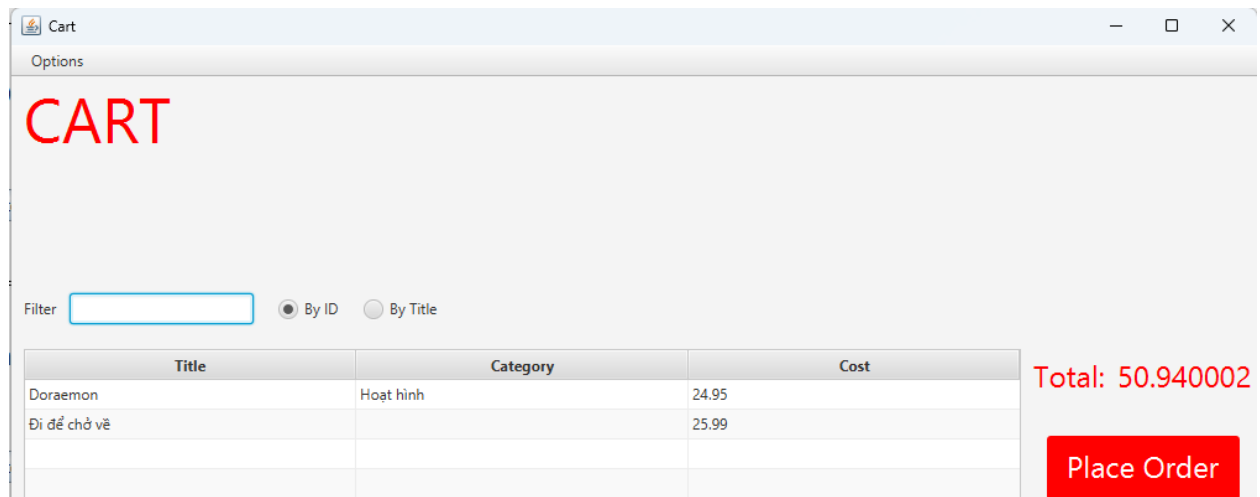 Cart
Options
CART
Filter By ID By Title
Title Category Cost
Doraemon Hoạt hình 24.95
Đi để chở về 25.99
Total: 50.940002
Place Order